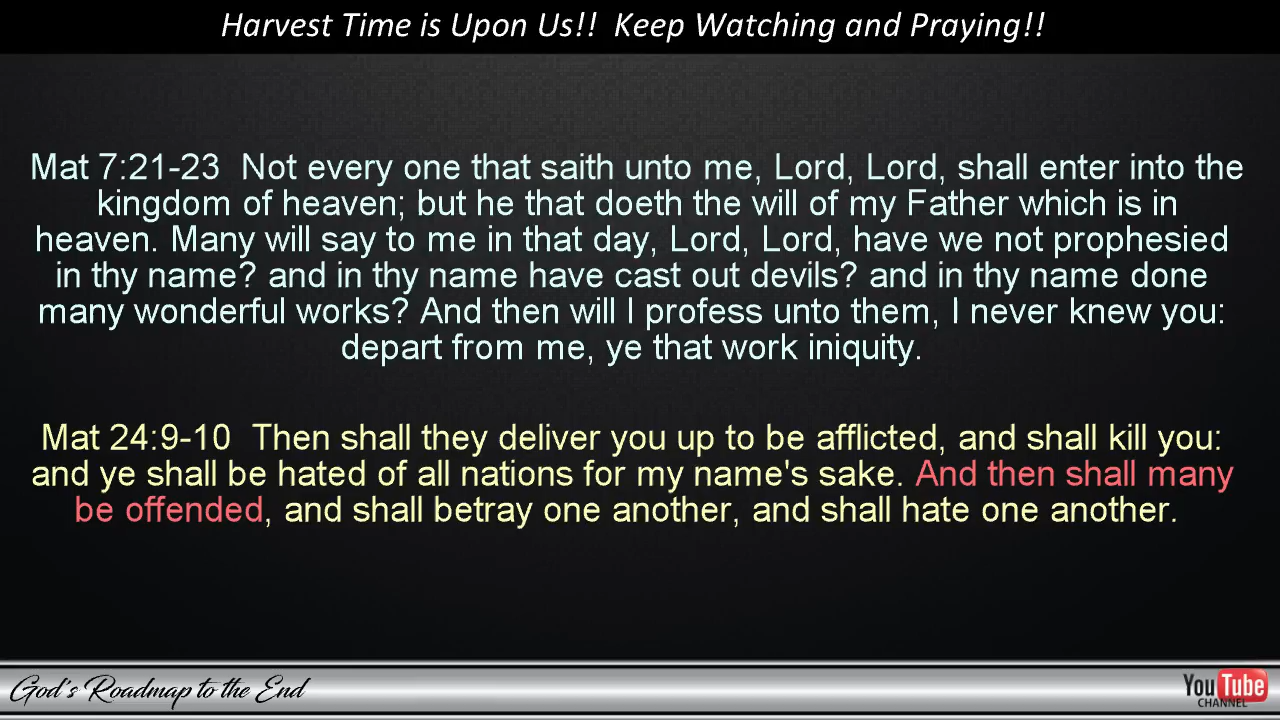 Harvest Time is Upon Us!!  Keep Watching and Praying!!
Mat 7:21-23  Not every one that saith unto me, Lord, Lord, shall enter into the
kingdom of heaven; but he that doeth the will of my Father which is in
heaven. Many will say to me in that day, Lord, Lord, have we not prophesied
in thy name? and in thy name have cast out devils? and in thy name done
many wonderful works? And then will I profess unto them, I never knew you:
depart from me, ye that work iniquity.
Mat 24:9-10  Then shall they deliver you up to be afflicted, and shall kill you:
and ye shall be hated of all nations for my name's sake. And then shall many
be offended, and shall betray one another, and shall hate one another.
God's Roadmap to the End
YouTube
CHANNEL